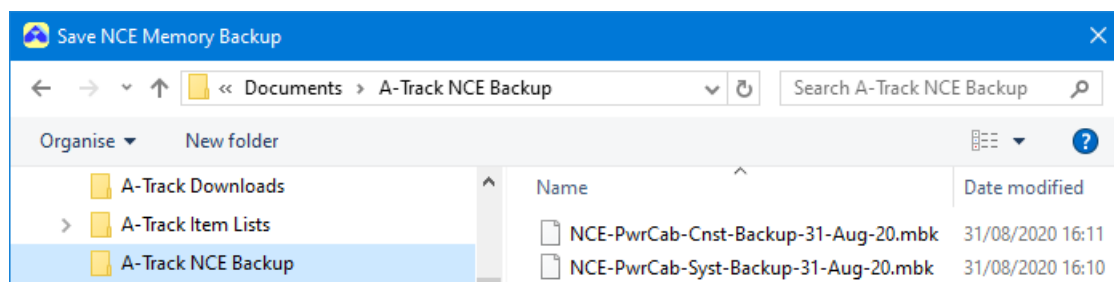 Save NCE Memory Backup
« Documents › A-Track NCE Backup
Search A-Track NCE Backup
Organise
New folder
A-Track Downloads
A-Track Item Lists
A-Track NCE Backup
Name
Date modified
NCE-PwrCab-Cnst-Backup-31-Aug-20.mbk
31/08/2020 16:11
NCE-PwrCab-Syst-Backup-31-Aug-20.mbk
31/08/2020 16:10